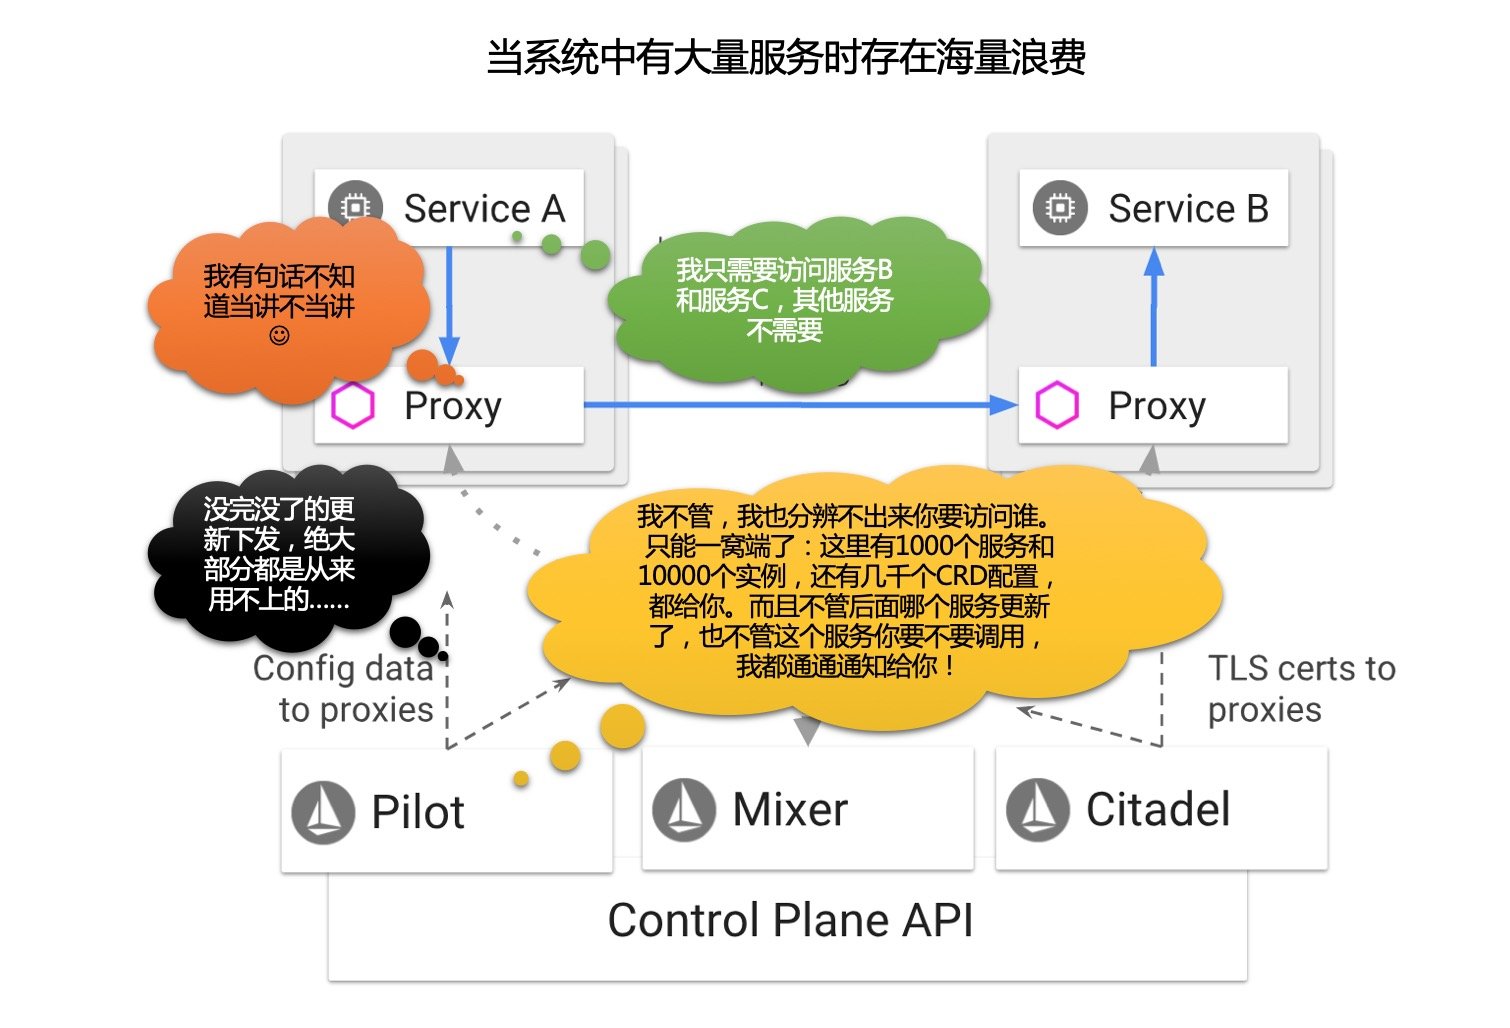 当系统中有大量服务时存在海量浪费
Service A
Service B
我有句话不知
道当讲不当讲
☺
我只需要访问服务B
和服务C，其他服务
不需要
Proxy
Proxy
没完没了的更
新下发，绝大
部分都是从来
用不上的……
我不管，我也分辨不出来你要访问谁。
只能一窝端了：这里有1000个服务和
10000个实例，还有几千个CRD配置，
都给你。而且不管后面哪个服务更新
了，也不管这个服务你要不要调用，
我都通通通知给你！
Config data
to proxies
TLS certs to
proxies
Pilot
Mixer
Citadel
Control Plane API